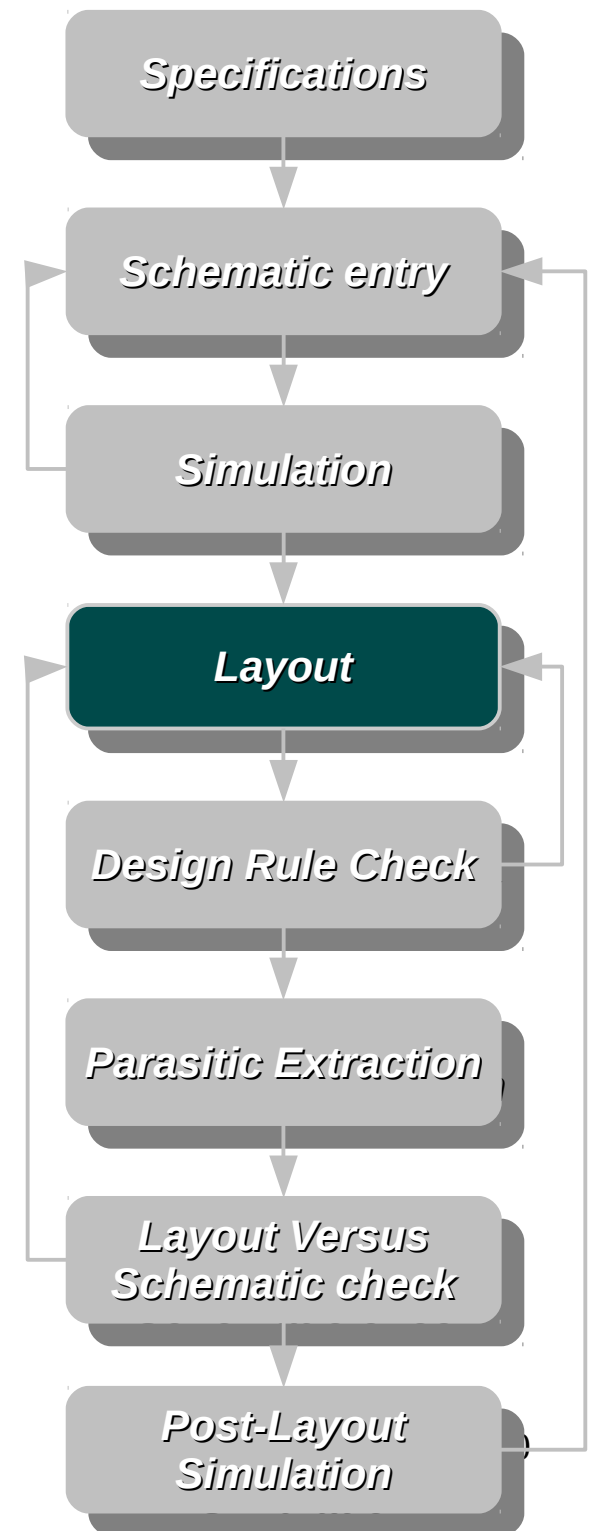 Specifications
Schematic entry
Simulation
Layout
Design Rule Check
Parasitic Extraction
Layout Versus
Schematic check
Post-Layout
Simulation